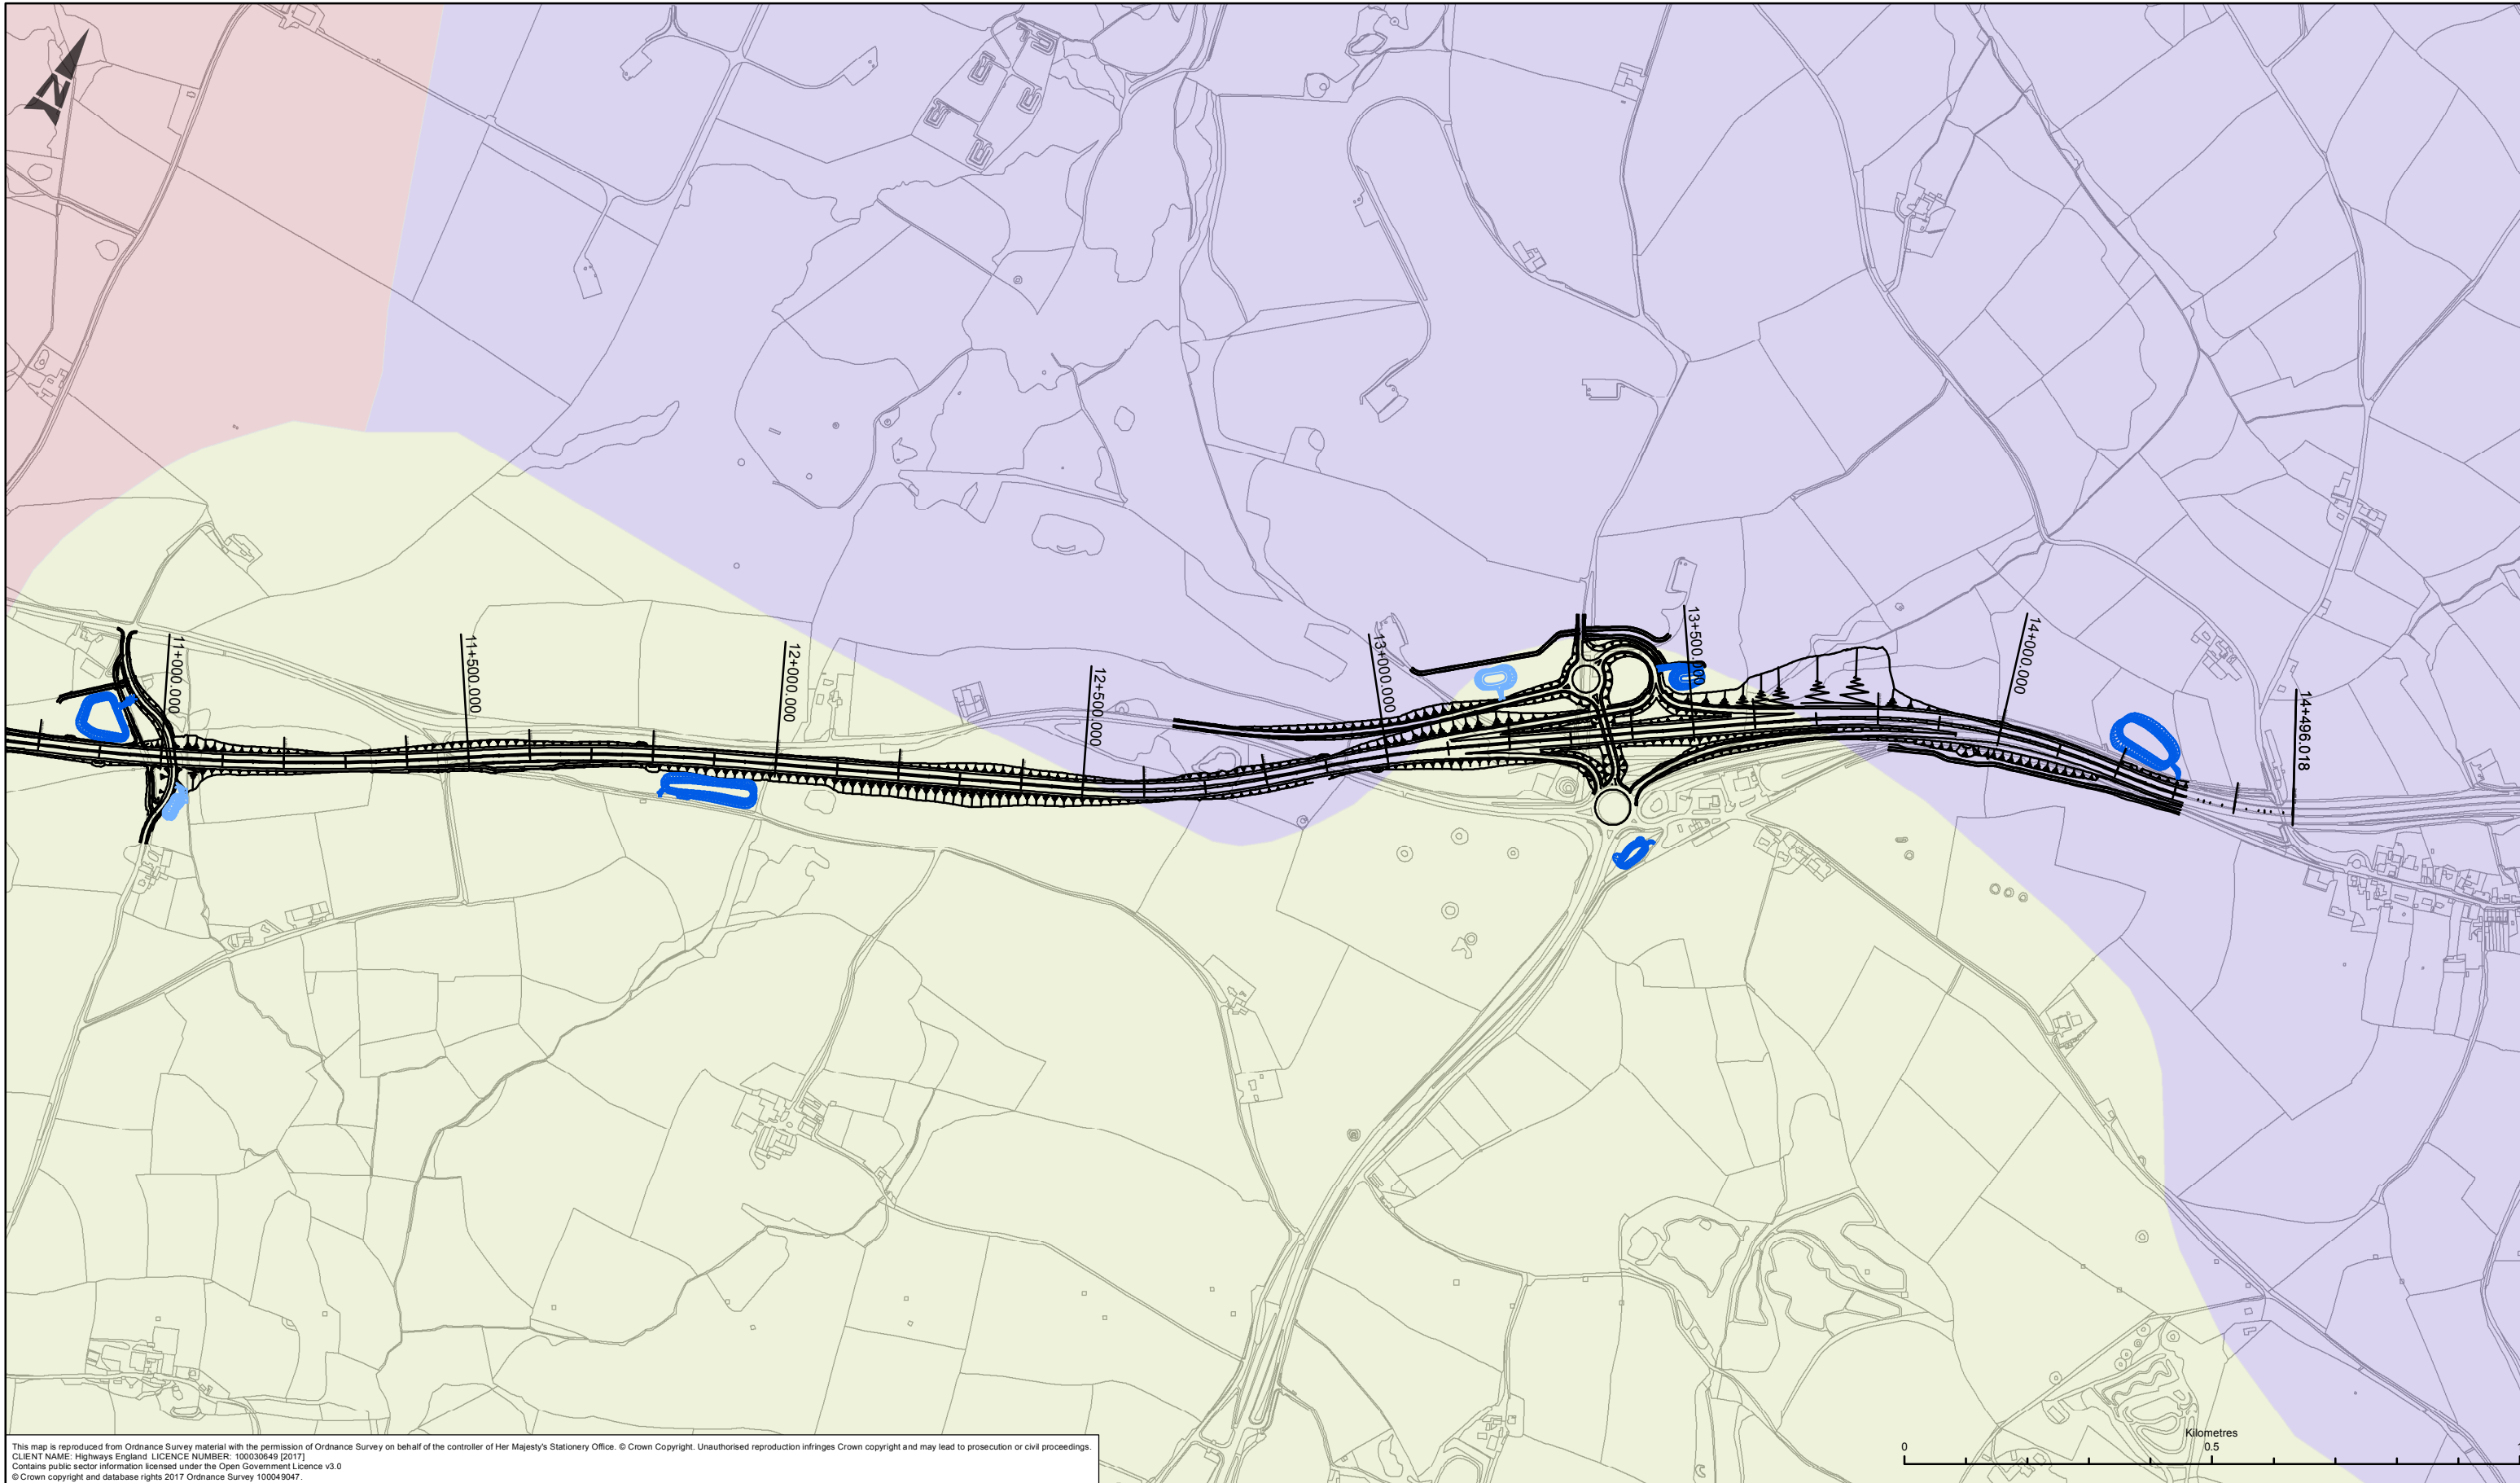 N
11+000.000
11+500.000
12+000.000
12+500.000
13+000.000
13+500.000
14+000.000
14+496.018
Kilometres
0
0.5
This map is reproduced from Ordnance Survey material with the permission of Ordnance Survey on behalf of the controller of Her Majesty's Stationery Office. © Crown Copyright. Unauthorised reproduction infringes Crown copyright and may lead to prosecution or civil proceedings.
CLIENT NAME: Highways England LICENCE NUMBER: 100030649 [2017]
Contains public sector information licensed under the Open Government Licence v3.0
© Crown copyright and database rights 2017 Ordnance Survey 100049047.